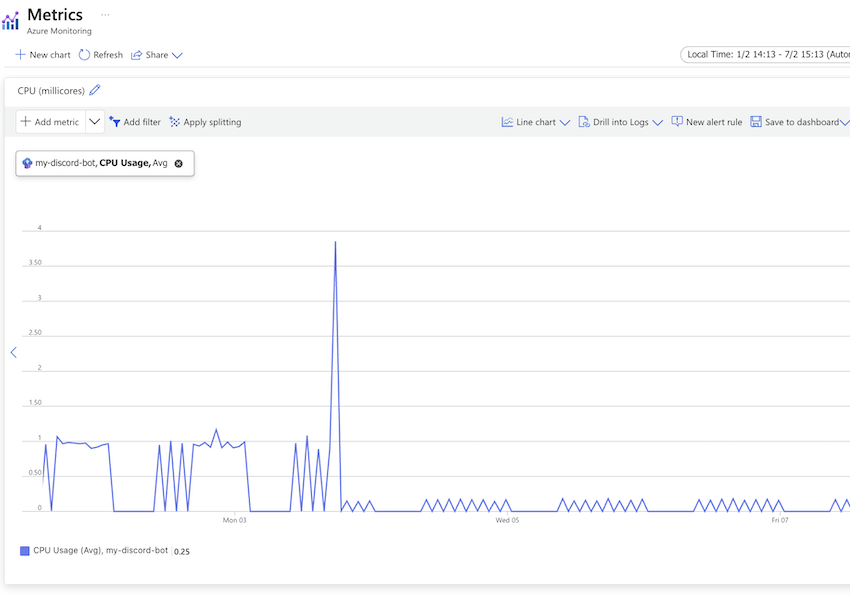 Metrics ...
Azure Monitoring
New chart Refresh Share
Local Time: 1/2 14:13 - 7/2 15:13 (Autor
CPU (millicores)
Add metric Add filter Apply splitting Line chart Drill into Logs New alert rule Save to dashboard
my-discord-bot, CPU Usage, Avg
4
3.50
3
2.50
2
1.50
1
0.50
0
Mon 03 Wed 05 Fri 07
CPU Usage (Avg), my-discord-bot 0.25